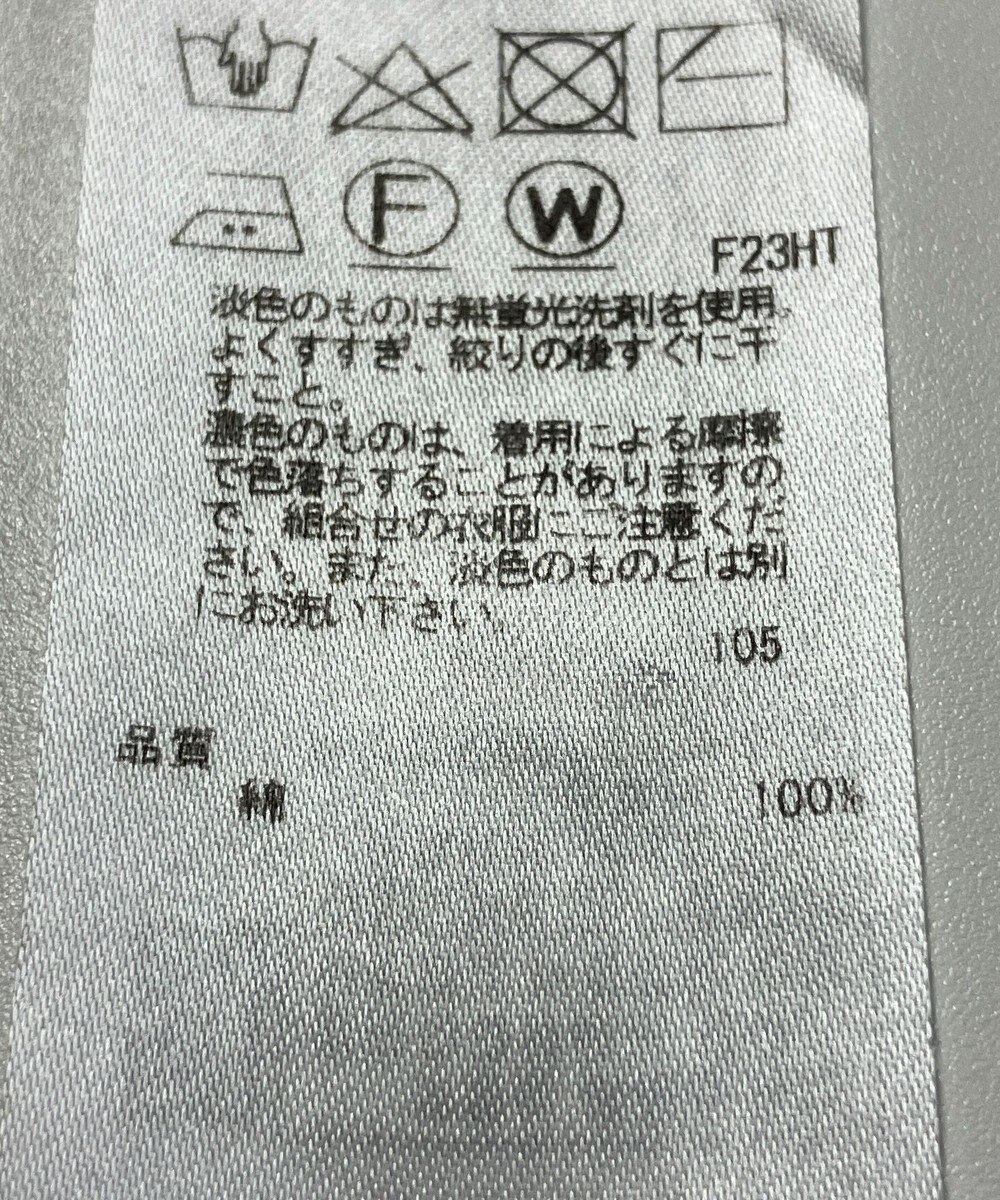 F W F23HT
淡色のものは無蛍光洗剤を使用。
よくすすぎ、絞りの後すぐに干
すこと。
濃色のものは、着用による摩擦
で色落ちすることがありますの
で、組合せの衣服にご注意くだ
さい。また、淡色のものとは別
にお洗い下さい。
105
品質
綿 100%